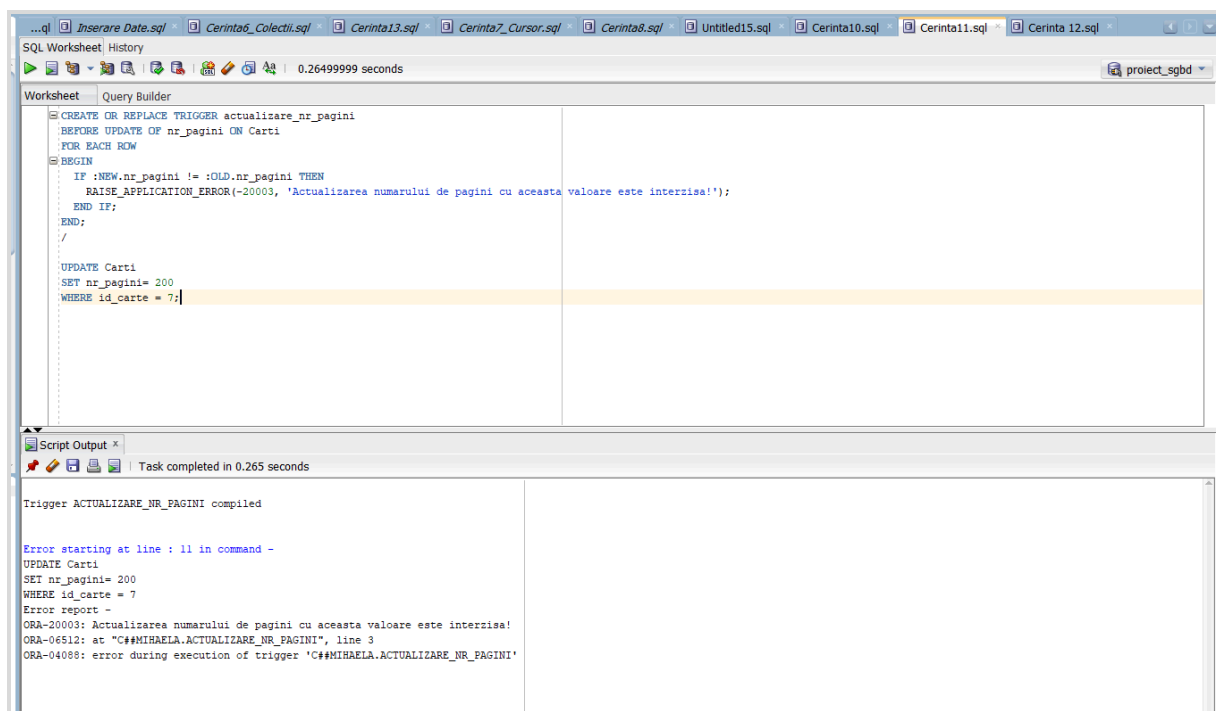 ...ql Inserare Date.sql Cerinta6_Colectii.sql Cerinta13.sql Cerinta7_Cursor.sql Cerinta8.sql Untitled15.sql Cerinta10.sql Cerinta11.sql Cerinta 12.sql
SQL Worksheet History
0.26499999 seconds proiect_sgbd
Worksheet Query Builder
CREATE OR REPLACE TRIGGER actualizare_nr_pagini
BEFORE UPDATE OF nr_pagini ON Carti
FOR EACH ROW
BEGIN
IF :NEW.nr_pagini != :OLD.nr_pagini THEN
RAISE_APPLICATION_ERROR(-20003, 'Actualizarea numarului de pagini cu aceasta valoare este interzisa!');
END IF;
END;
/
UPDATE Carti
SET nr_pagini= 200
WHERE id_carte = 7;
Script Output x
Task completed in 0.265 seconds
Trigger ACTUALIZARE_NR_PAGINI compiled
Error starting at line : 11 in command -
UPDATE Carti
SET nr_pagini= 200
WHERE id_carte = 7
Error report -
ORA-20003: Actualizarea numarului de pagini cu aceasta valoare este interzisa!
ORA-06512: at "C##MIHAELA.ACTUALIZARE_NR_PAGINI", line 3
ORA-04088: error during execution of trigger 'C##MIHAELA.ACTUALIZARE_NR_PAGINI'